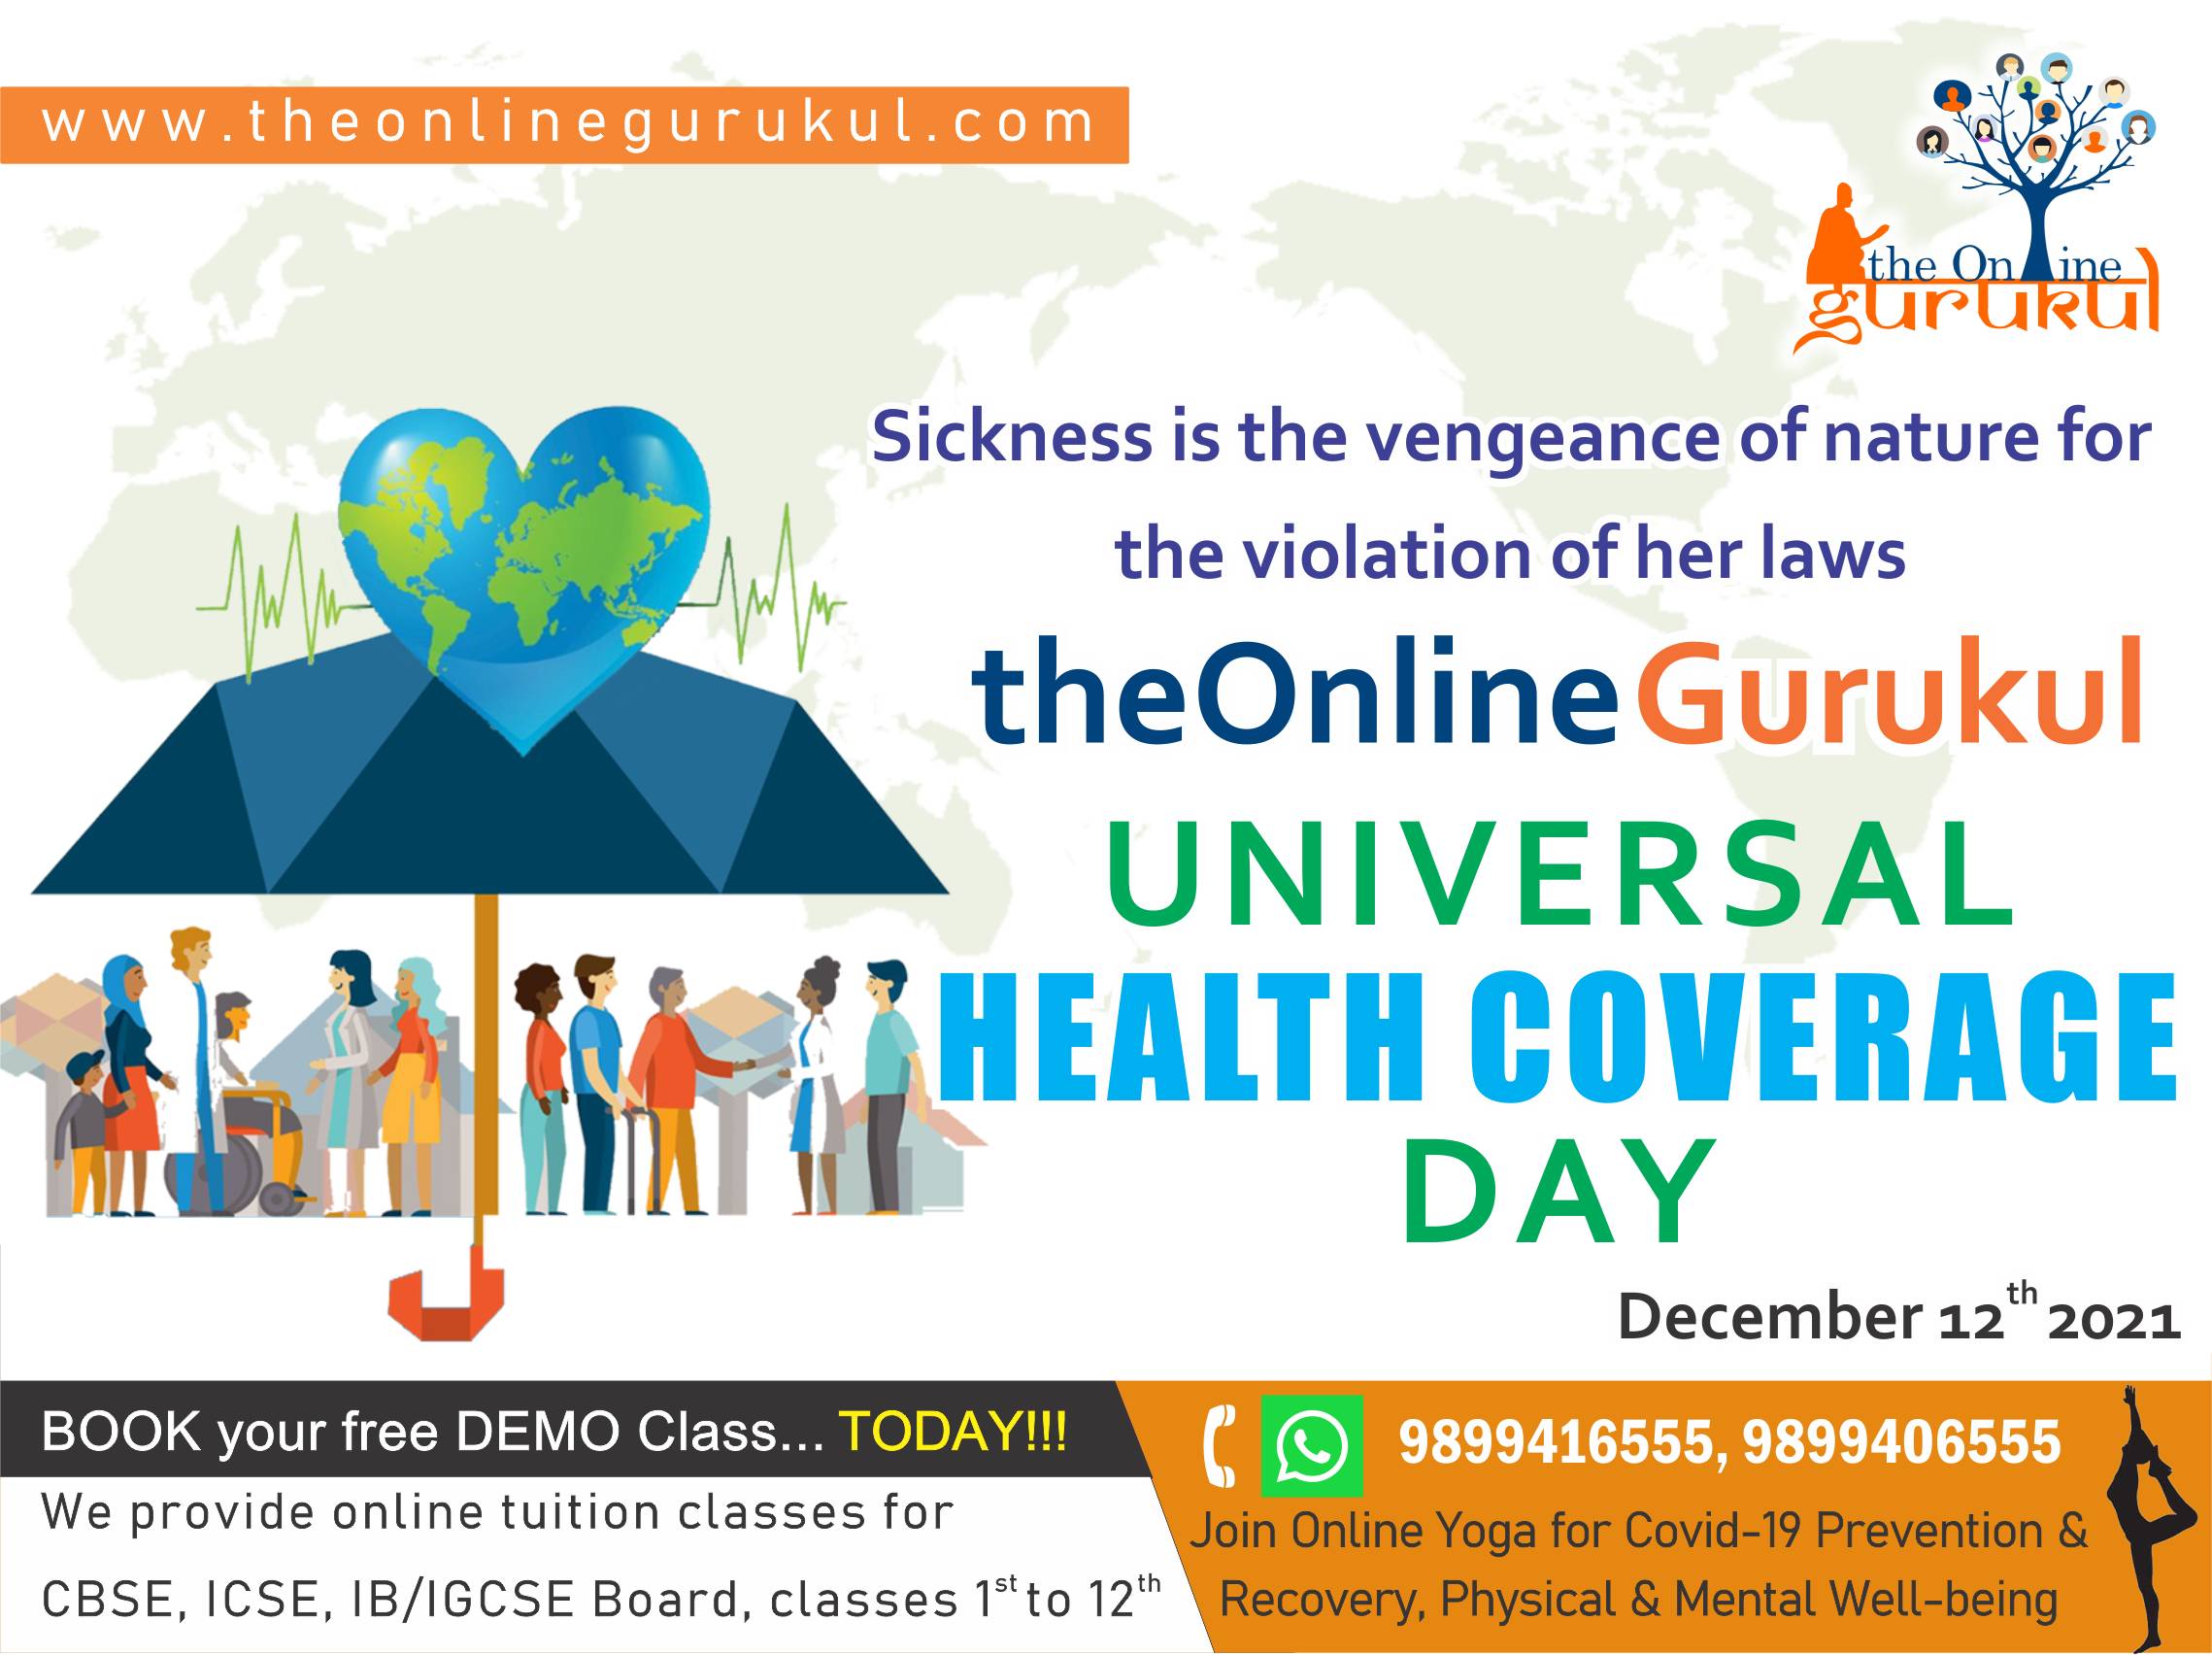 www.theonlinegurukul.com
the Online
gurukul
Sickness is the vengeance of nature for
the violation of her laws
theOnlineGurukul
UNIVERSAL
HEALTH COVERAGE
DAY
December 12th 2021
BOOK your free DEMO Class... TODAY!!!
We provide online tuition classes for
CBSE, ICSE, IB/IGCSE Board, classes 1st to 12th
9899416555, 9899406555
Join Online Yoga for Covid-19 Prevention &
Recovery, Physical & Mental Well-being